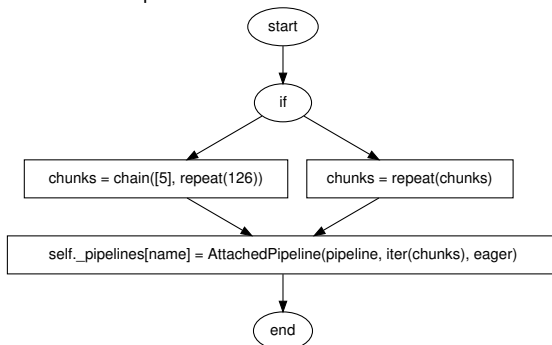 start
if
chunks = chain([5], repeat(126))
chunks = repeat(chunks)
self._pipelines[name] = AttachedPipeline(pipeline, iter(chunks), eager)
end